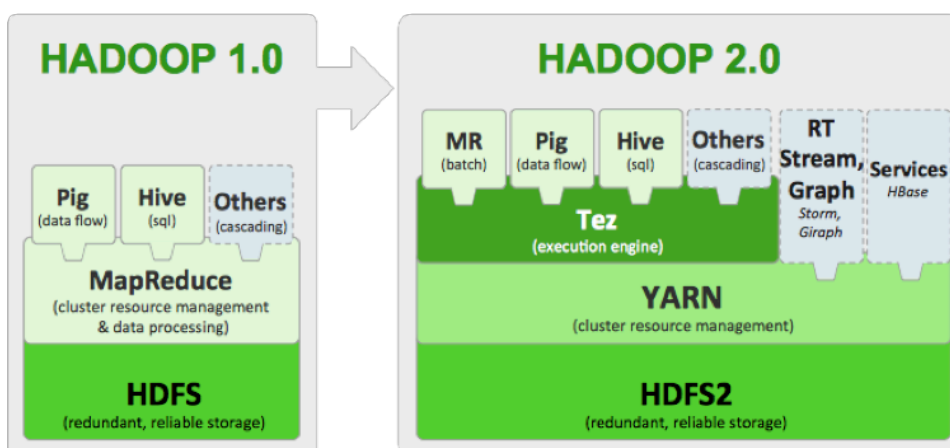 HADOOP 1.0
Pig
(data flow)
Hive
(sql)
Others
(cascading)
MapReduce
(cluster resource management
& data processing)
HDFS
(redundant, reliable storage)
HADOOP 2.0
MR
(batch)
Pig
(data flow)
Hive
(sql)
Others
(cascading)
RT
Stream,
Graph
Storm,
Giraph
Services
HBase
Tez
(execution engine)
YARN
(cluster resource management)
HDFS2
(redundant, reliable storage)